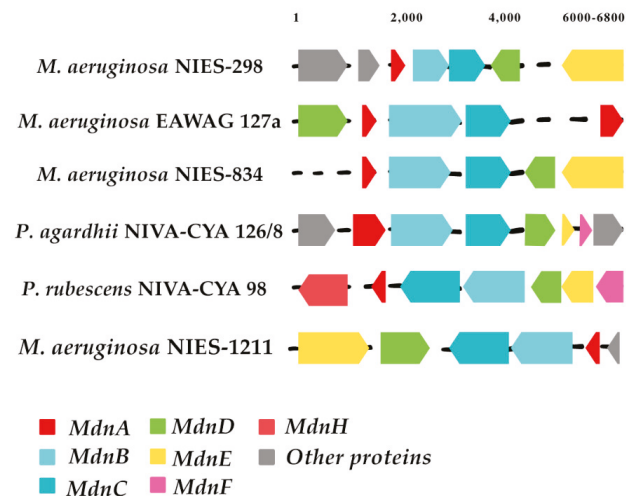 1 2,000 4,000 6000-6800
M. aeruginosa NIES-298
M. aeruginosa EAWAG 127a
M. aeruginosa NIES-834
P. agardhii NIVA-CYA 126/8
P. rubescens NIVA-CYA 98
M. aeruginosa NIES-1211
MdnA MdnD MdnH
MdnB MdnE Other proteins
MdnC MdnF